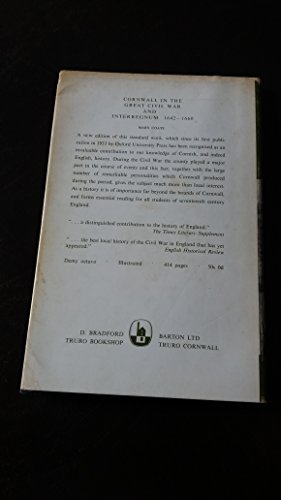 CORNWALL IN THE
GREAT CIVIL WAR
AND
INTERREGNUM 1642–1660
MARY COATE
A new edition of this standard work, which since its first public-
cation in 1933 by Oxford University Press has been recognised as an
invaluable contribution to our knowledge of Cornish, and indeed
English, history. During the Civil War the county played a major
part in the course of events and this fact, together with the large
number of remarkable personalities which Cornwall produced
during the period, gives the subject much more than local interest.
As a history it is of importance far beyond the bounds of Cornwall,
and forms essential reading for all students of seventeenth century
England.
". . . a distinguished contribution to the history of England."
The Times Literary Supplement
". . . the best local history of the Civil War in England that has yet
appeared." English Historical Review
Demy octavo Illustrated 414 pages 50s. 0d
D. BRADFORD BARTON LTD
TRURO BOOKSHOP TRURO CORNWALL